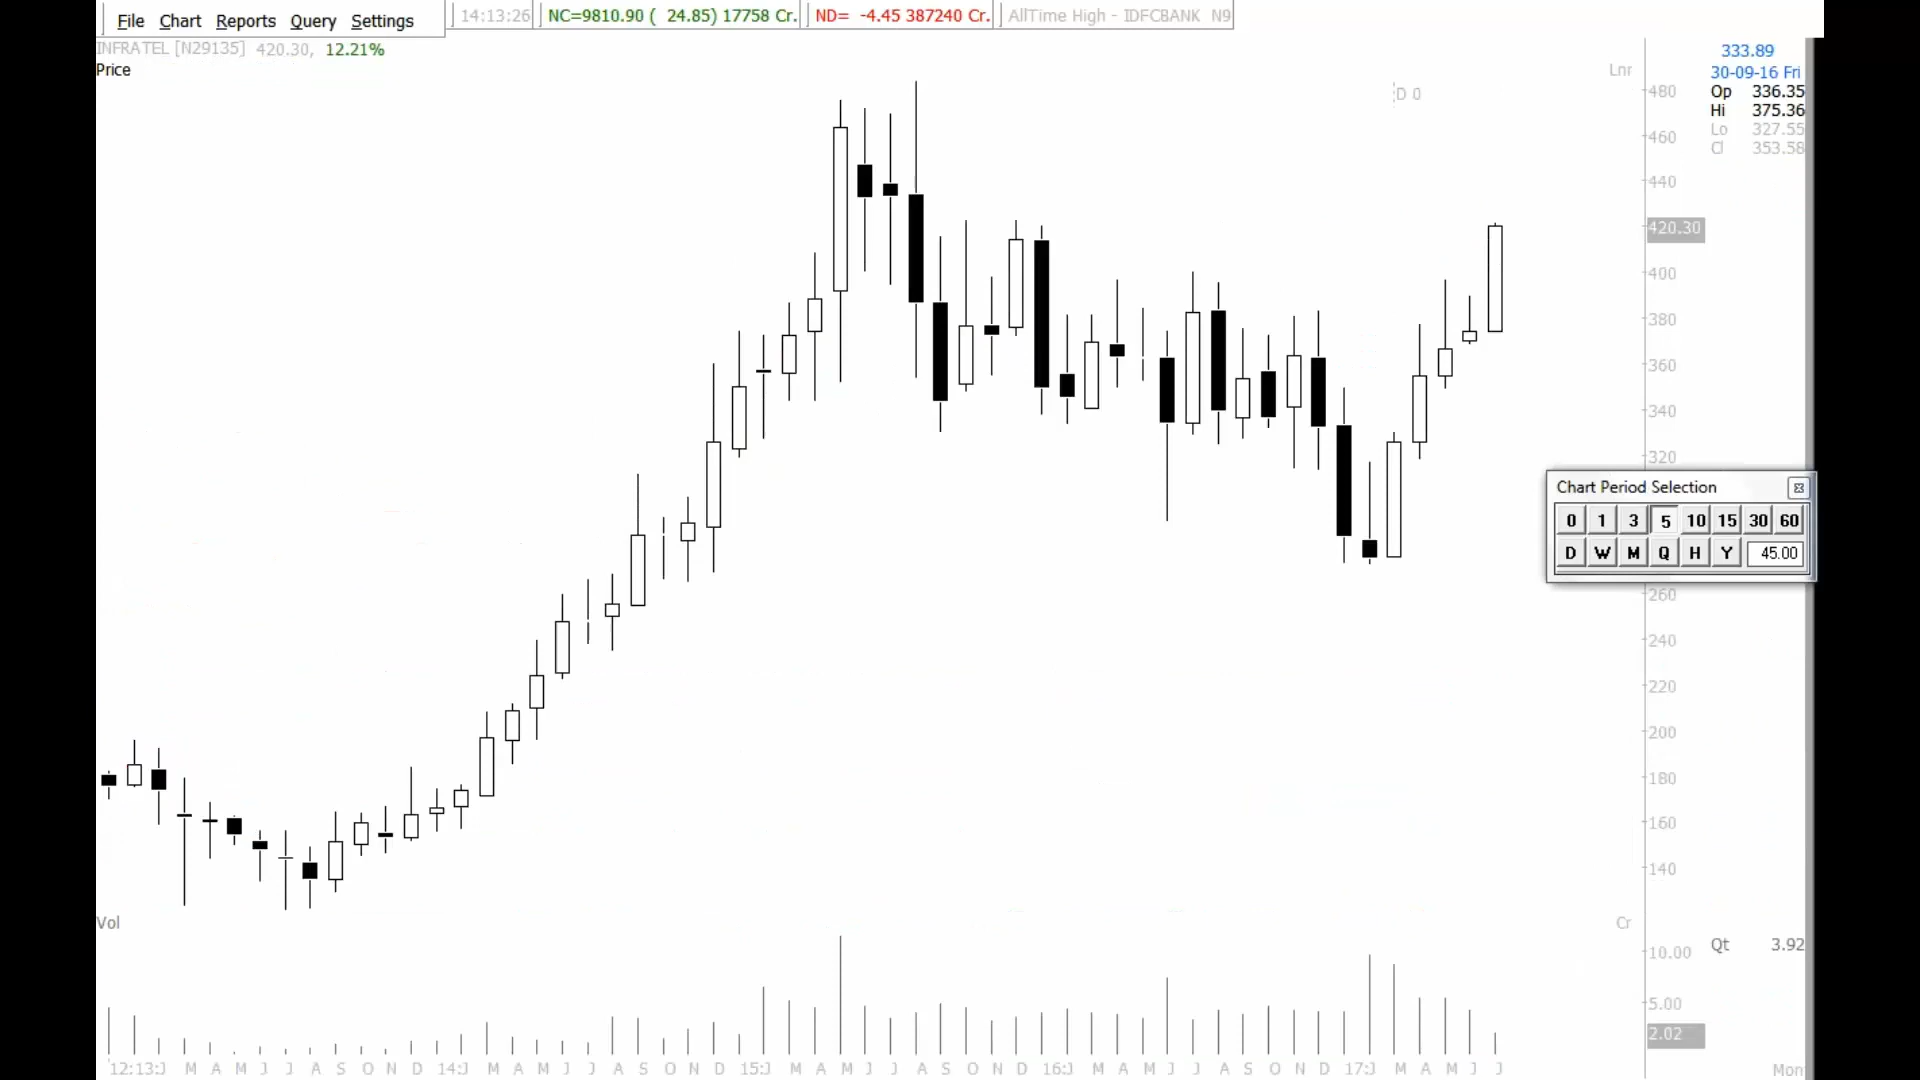 File Chart Reports Query Settings
14:13:26
NC=9810.90 ( 24.85) 17758 Cr.
ND= -4.45 387240 Cr.
AllTime High - IDFCBANK N9
INFRATEL [N29135] 420.30, 12.21%
Price
Lnr
D 0
333.89
30-09-16 Fri
Op 336.35
Hi 375.36
Lo 327.55
Cl 353.58
480
460
440
420.30
400
380
360
340
320
Chart Period Selection
0 1 3 5 10 15 30 60
D W M Q H Y 45.00
260
240
220
200
180
160
140
Vol
Cr
Qt 3.92
10.00
5.00
2.02
'12:13:J M A M J J A S O N D 14:J M A M J J A S O N D 15:J M A M J J A S O N D 16:J M A M J J A S O N D 17:J M A M J J
Mon